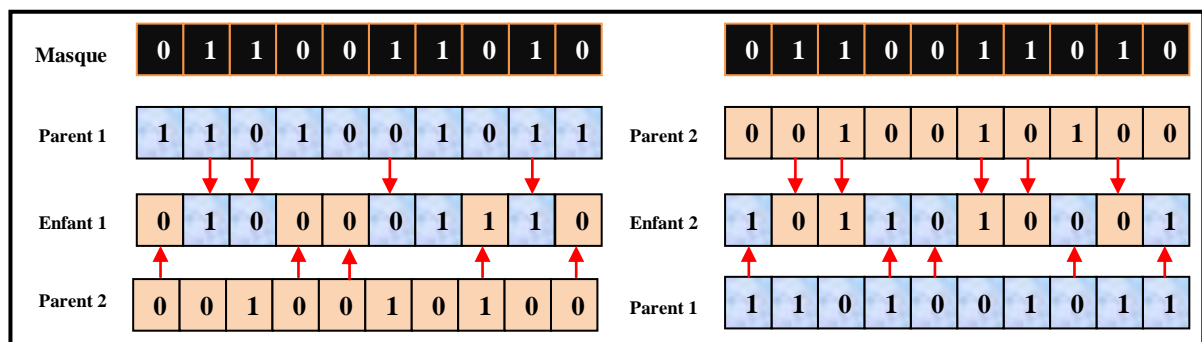 Masque 0 1 1 0 0 1 1 0 1 0 0 1 1 0 0 1 1 0 1 0
Parent 1 1 1 0 1 0 0 1 0 1 1 Parent 2 0 0 1 0 0 1 0 1 0 0
Enfant 1 0 1 0 0 0 0 1 1 1 0 Enfant 2 1 0 1 1 0 1 0 0 0 1
Parent 2 0 0 1 0 0 1 0 1 0 0 Parent 1 1 1 0 1 0 0 1 0 1 1